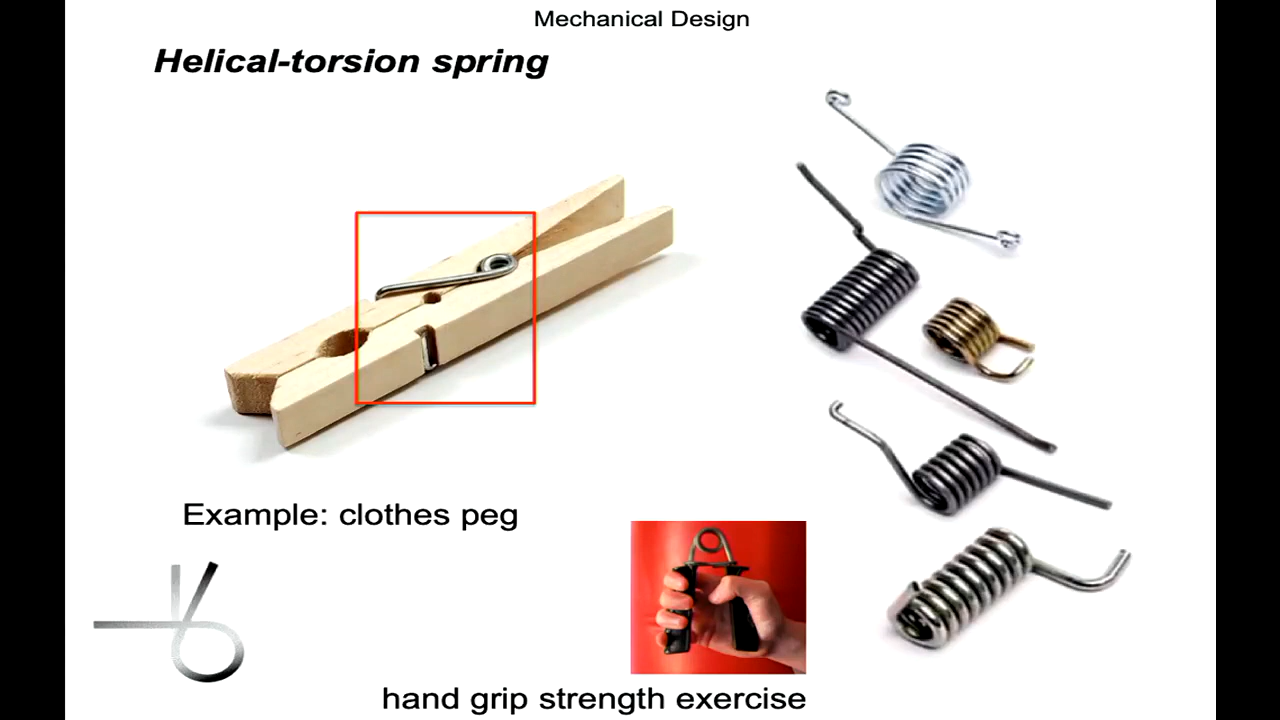 Mechanical Design
Helical-torsion spring
Example: clothes peg
hand grip strength exercise